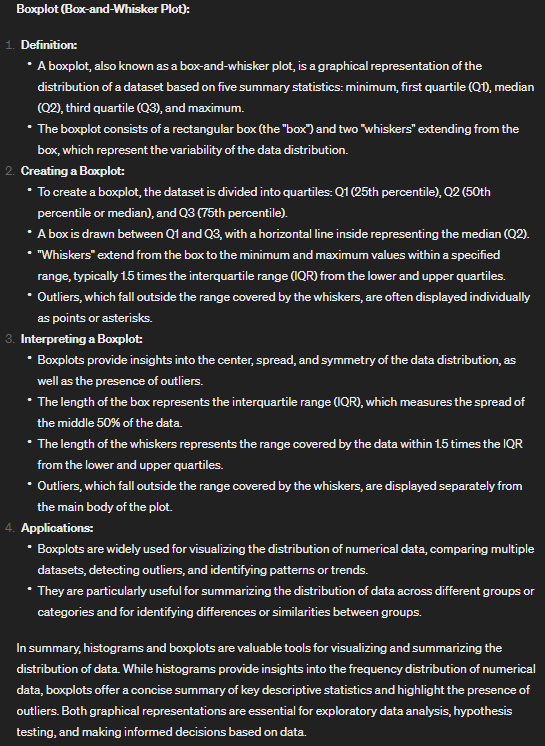 Boxplot (Box-and-Whisker Plot):
1. Definition:
• A boxplot, also known as a box-and-whisker plot, is a graphical representation of the
distribution of a dataset based on five summary statistics: minimum, first quartile (Q1), median
(Q2), third quartile (Q3), and maximum.
• The boxplot consists of a rectangular box (the "box") and two "whiskers" extending from the
box, which represent the variability of the data distribution.
2. Creating a Boxplot:
• To create a boxplot, the dataset is divided into quartiles: Q1 (25th percentile), Q2 (50th
percentile or median), and Q3 (75th percentile).
• A box is drawn between Q1 and Q3, with a horizontal line inside representing the median (Q2).
• "Whiskers" extend from the box to the minimum and maximum values within a specified
range, typically 1.5 times the interquartile range (IQR) from the lower and upper quartiles.
• Outliers, which fall outside the range covered by the whiskers, are often displayed individually
as points or asterisks.
3. Interpreting a Boxplot:
• Boxplots provide insights into the center, spread, and symmetry of the data distribution, as
well as the presence of outliers.
• The length of the box represents the interquartile range (IQR), which measures the spread of
the middle 50% of the data.
• The length of the whiskers represents the range covered by the data within 1.5 times the IQR
from the lower and upper quartiles.
• Outliers, which fall outside the range covered by the whiskers, are displayed separately from
the main body of the plot.
4. Applications:
• Boxplots are widely used for visualizing the distribution of numerical data, comparing multiple
datasets, detecting outliers, and identifying patterns or trends.
• They are particularly useful for summarizing the distribution of data across different groups or
categories and for identifying differences or similarities between groups.
In summary, histograms and boxplots are valuable tools for visualizing and summarizing the
distribution of data. While histograms provide insights into the frequency distribution of numerical
data, boxplots offer a concise summary of key descriptive statistics and highlight the presence of
outliers. Both graphical representations are essential for exploratory data analysis, hypothesis
testing, and making informed decisions based on data.